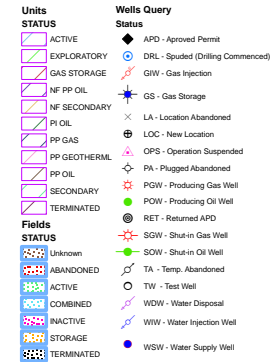 Units
STATUS
ACTIVE
EXPLORATORY
GAS STORAGE
NF PP OIL
NF SECONDARY
PI OIL
PP GAS
PP GEOTHERML
PP OIL
SECONDARY
TERMINATED
Fields
STATUS
Unknown
ABANDONED
ACTIVE
COMBINED
INACTIVE
STORAGE
TERMINATED
Wells Query
Status
APD - Aproved Permit
DRL - Spuded (Drilling Commenced)
GIW - Gas Injection
GS - Gas Storage
LA - Location Abandoned
LOC - New Location
OPS - Operation Suspended
PA - Plugged Abandoned
PGW - Producing Gas Well
POW - Producing Oil Well
RET - Returned APD
SGW - Shut-in Gas Well
SOW - Shut-in Oil Well
TA - Temp. Abandoned
TW - Test Well
WDW - Water Disposal
WIW - Water Injection Well
WSW - Water Supply Well